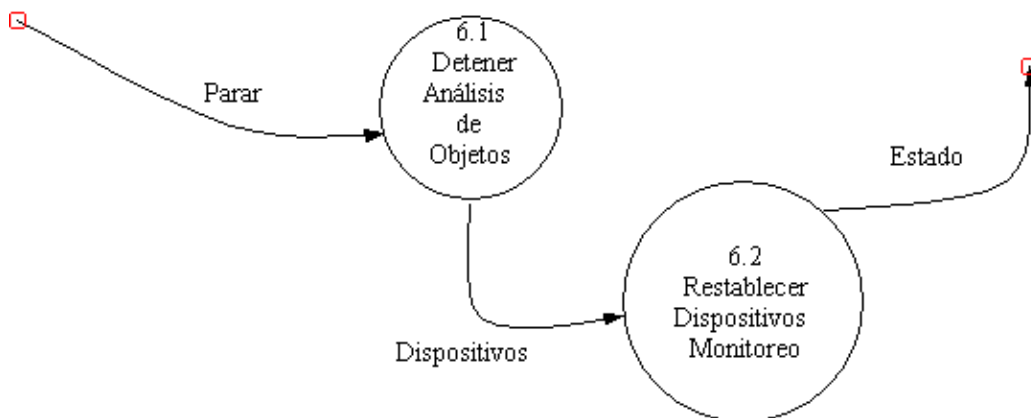 6.1
Detener
Análisis
de
Objetos
Parar
Estado
6.2
Restablecer
Dispositivos
Monitoreo
Dispositivos